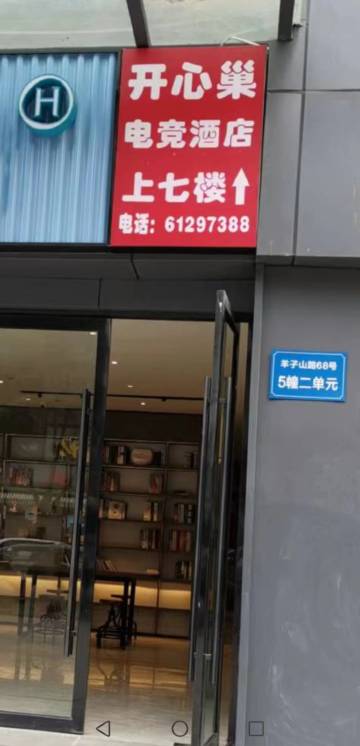 H
开心巢
电竞酒店
上七楼↑
电话：61297388
羊子山路68号
5幢二单元